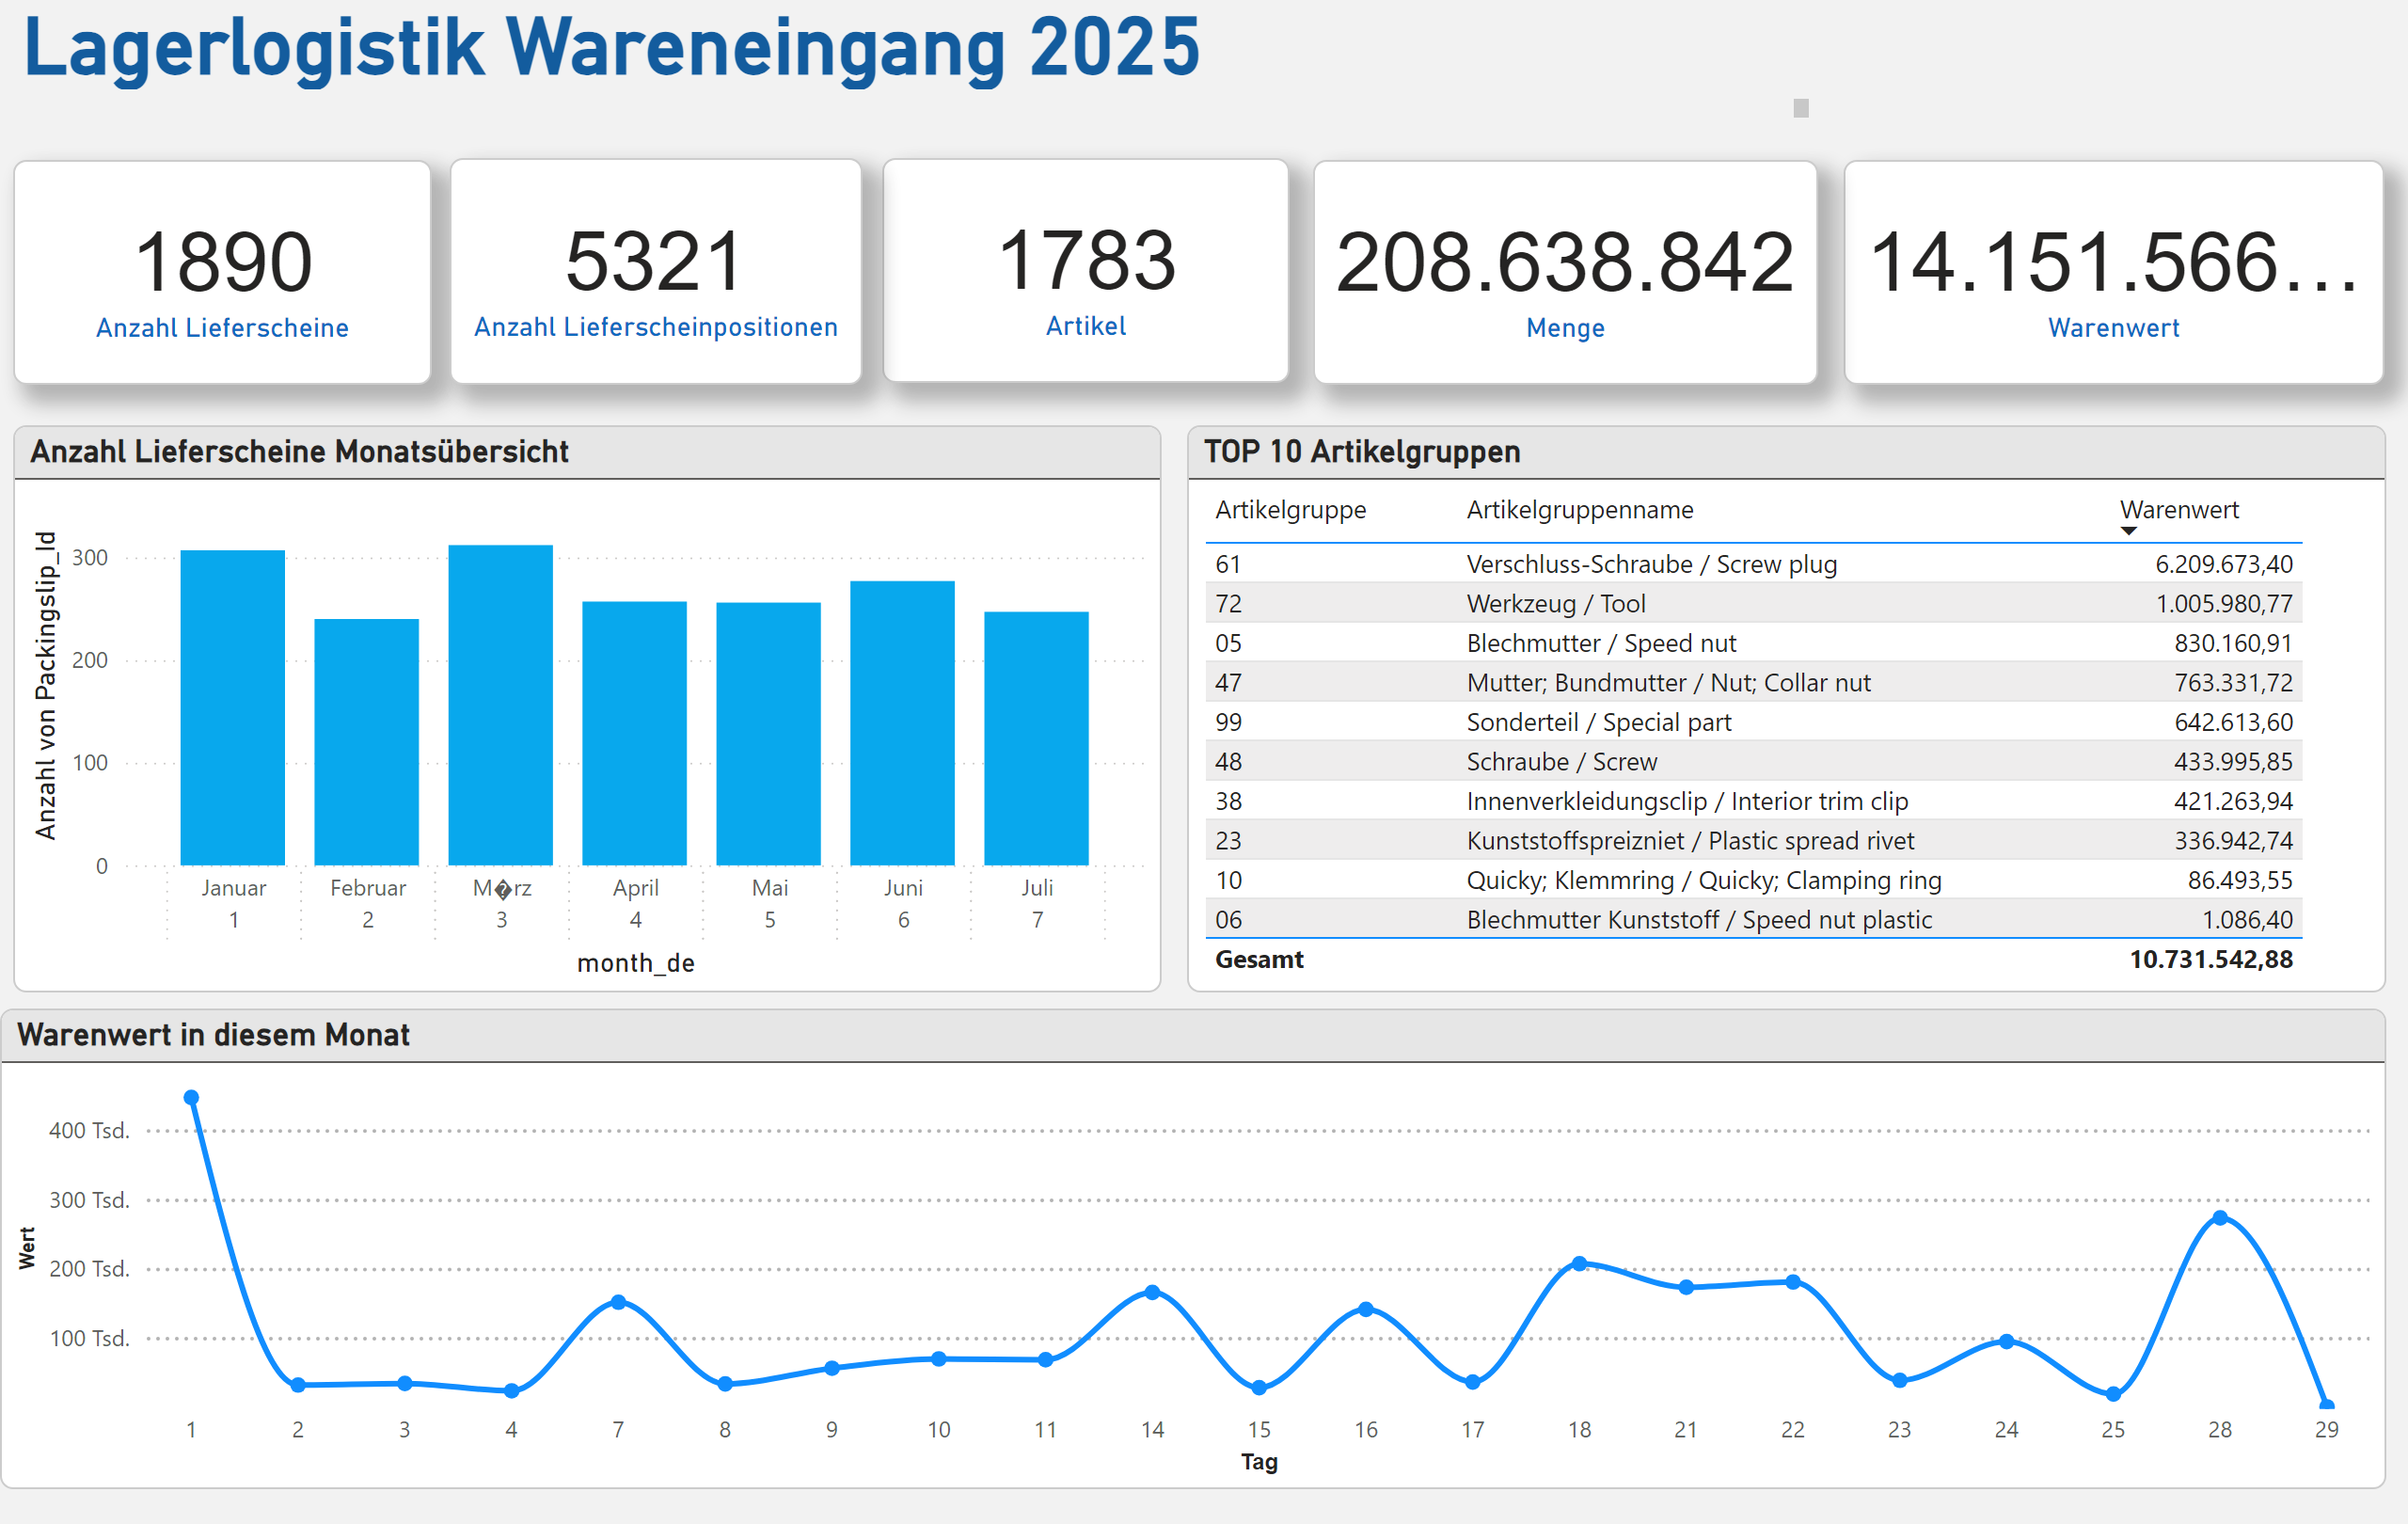 Lagerlogistik Wareneingang 2025
1890
Anzahl Lieferscheine
5321
Anzahl Lieferscheinpositionen
1783
Artikel
208.638.842
Menge
14.151.566...
Warenwert
Anzahl Lieferscheine Monatsübersicht
Anzahl von Packingslip_Id
300
200
100
0
Januar Februar M�rz April Mai Juni Juli
1 2 3 4 5 6 7
month_de
TOP 10 Artikelgruppen
Artikelgruppe Artikelgruppenname Warenwert
61 Verschluss-Schraube / Screw plug 6.209.673,40
72 Werkzeug / Tool 1.005.980,77
05 Blechmutter / Speed nut 830.160,91
47 Mutter; Bundmutter / Nut; Collar nut 763.331,72
99 Sonderteil / Special part 642.613,60
48 Schraube / Screw 433.995,85
38 Innenverkleidungsclip / Interior trim clip 421.263,94
23 Kunststoffspreizniet / Plastic spread rivet 336.942,74
10 Quicky; Klemmring / Quicky; Clamping ring 86.493,55
06 Blechmutter Kunststoff / Speed nut plastic 1.086,40
Gesamt 10.731.542,88
Warenwert in diesem Monat
Wert
400 Tsd.
300 Tsd.
200 Tsd.
100 Tsd.
1 2 3 4 7 8 9 10 11 14 15 16 17 18 21 22 23 24 25 28 29
Tag